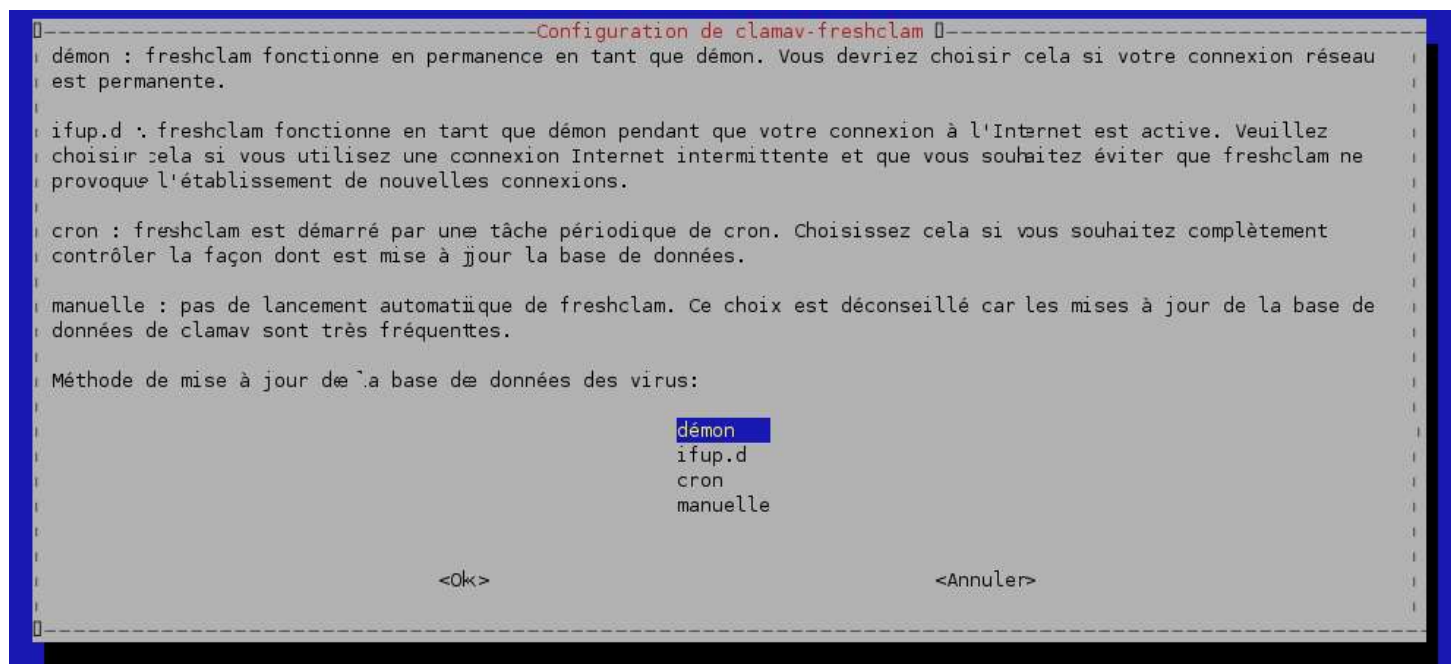 Configuration de clamav-freshclam
démon : freshclam fonctionne en permanence en tant que démon. Vous devriez choisir cela si votre connexion réseau
est permanente.
ifup.d : freshclam fonctionne en tant que démon pendant que votre connexion à l'Internet est active. Veuillez
choisir cela si vous utilisez une connexion Internet intermittente et que vous souhaitez éviter que freshclam ne
provoque l'établissement de nouvelles connexions.
cron : freshclam est démarré par une tâche périodique de cron. Choisissez cela si vous souhaitez complètement
contrôler la façon dont est mise à jour la base de données.
manuelle : pas de lancement automatique de freshclam. Ce choix est déconseillé car les mises à jour de la base de
données de clamav sont très fréquentes.
Méthode de mise à jour de la base de données des virus:
démon
ifup.d
cron
manuelle
<Ok> <Annuler>